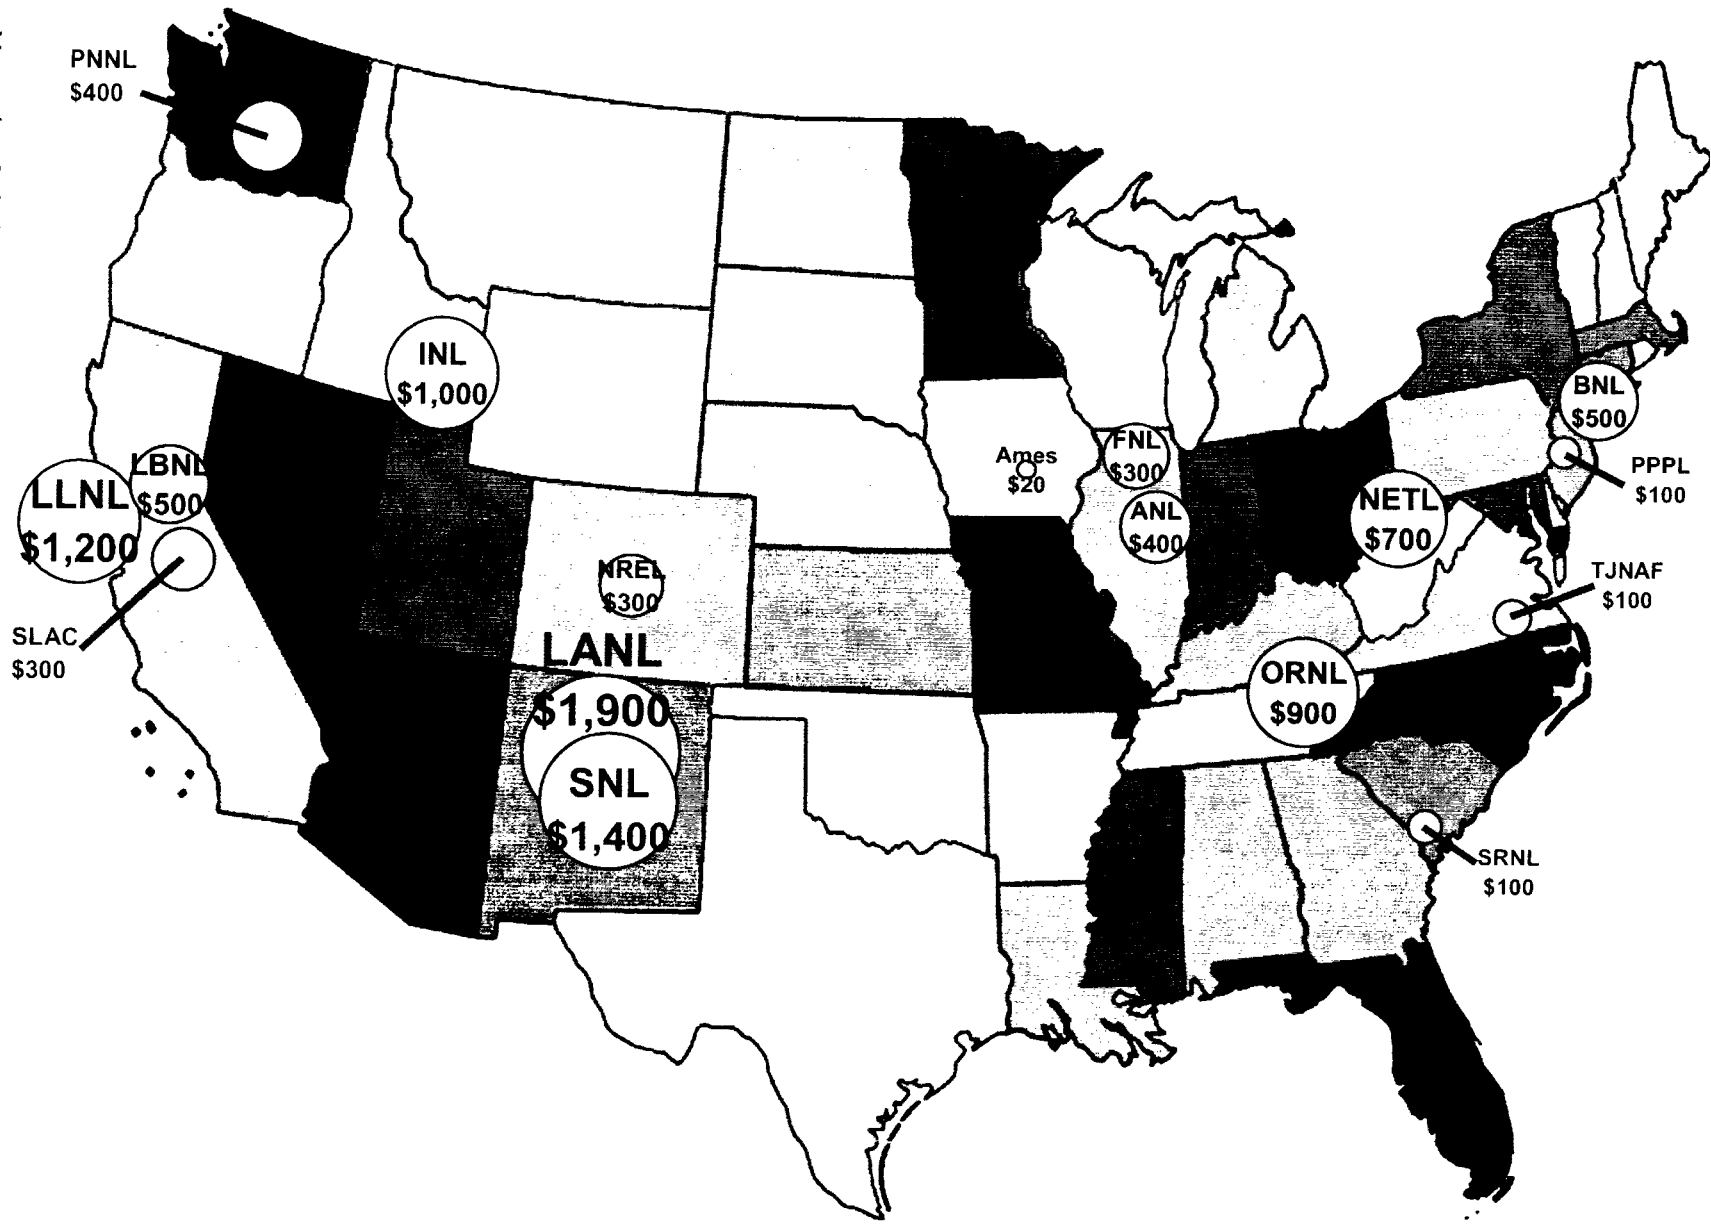 PNNL
$400
INL
$1,000
BNL
$500
LBNL
$500
LLNL
$1,200
SLAC
$300
NREL
$300
LANL
$1,900
SNL
$1,400
Ames
$20
FNL
$300
ANL
$400
NETL
$700
PPPL
$100
TJNAF
$100
ORNL
$900
SRNL
$100